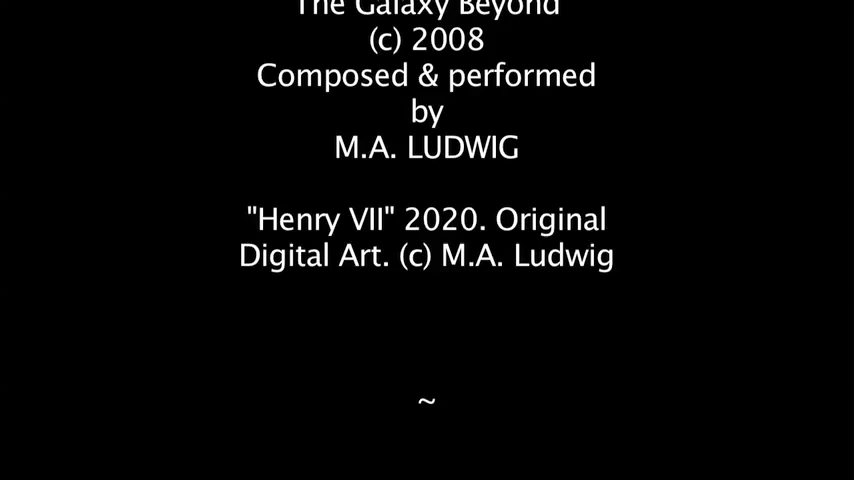 The Galaxy Beyond
(c) 2008
Composed & performed
by
M.A. LUDWIG
"Henry VII" 2020. Original
Digital Art. (c) M.A. Ludwig
~